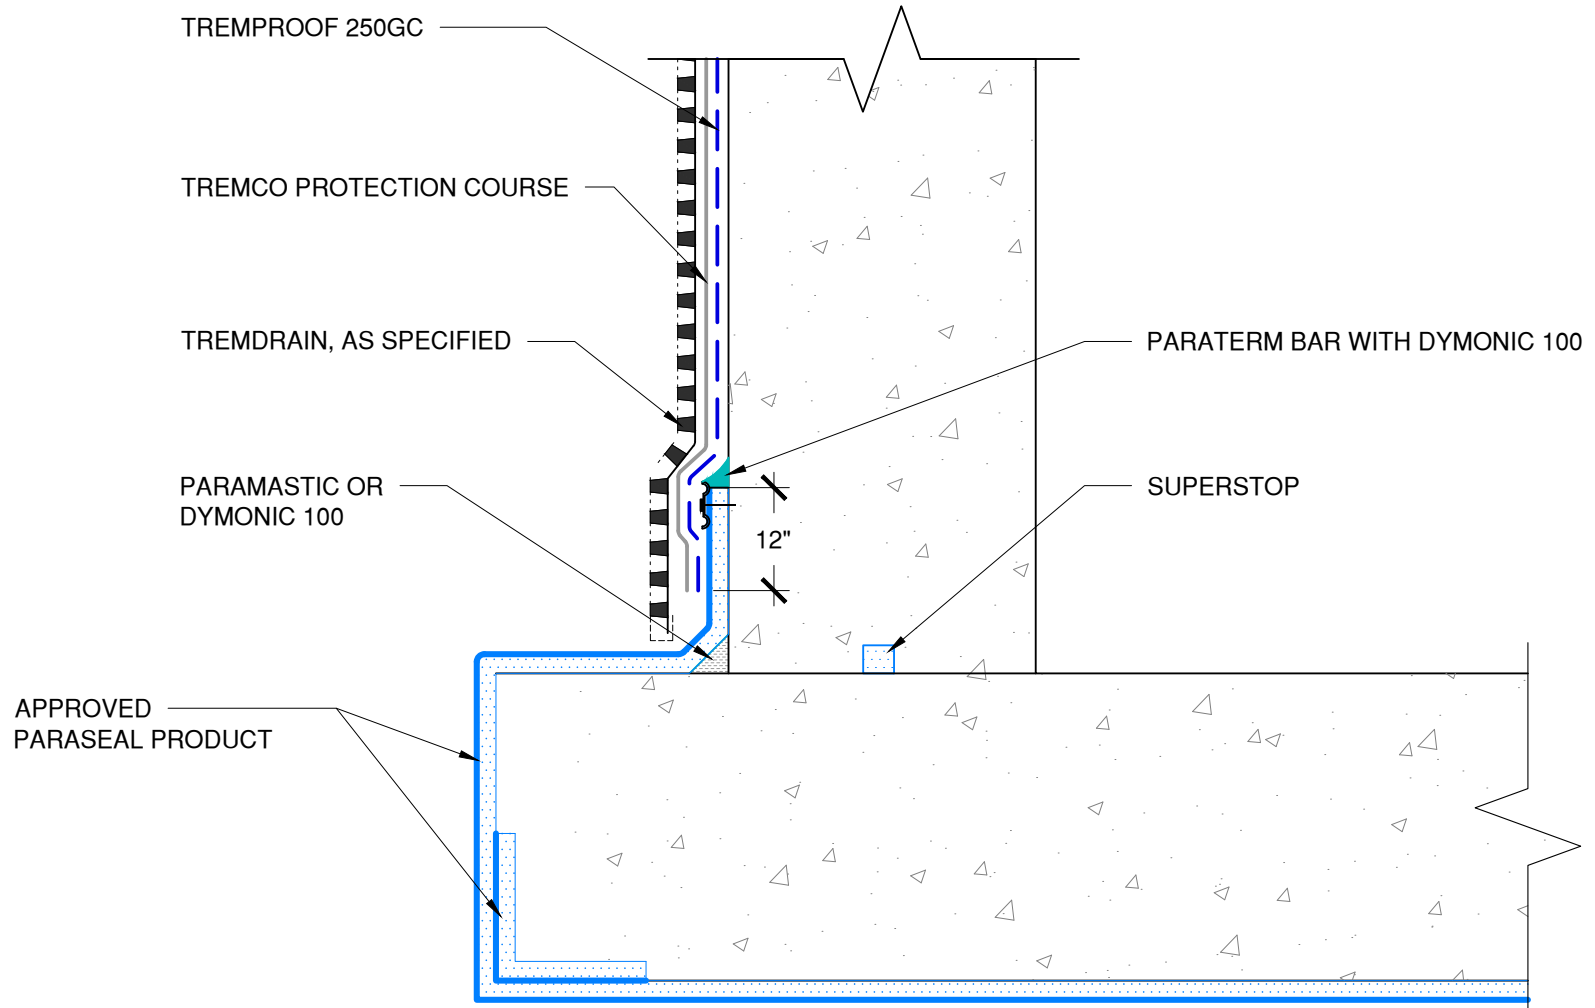 TREMPROOF 250GC
TREMCO PROTECTION COURSE
TREMDRAIN, AS SPECIFIED
PARATERM BAR WITH DYMONIC 100
PARAMASTIC OR
DYMONIC 100
SUPERSTOP
12"
APPROVED
PARASEAL PRODUCT